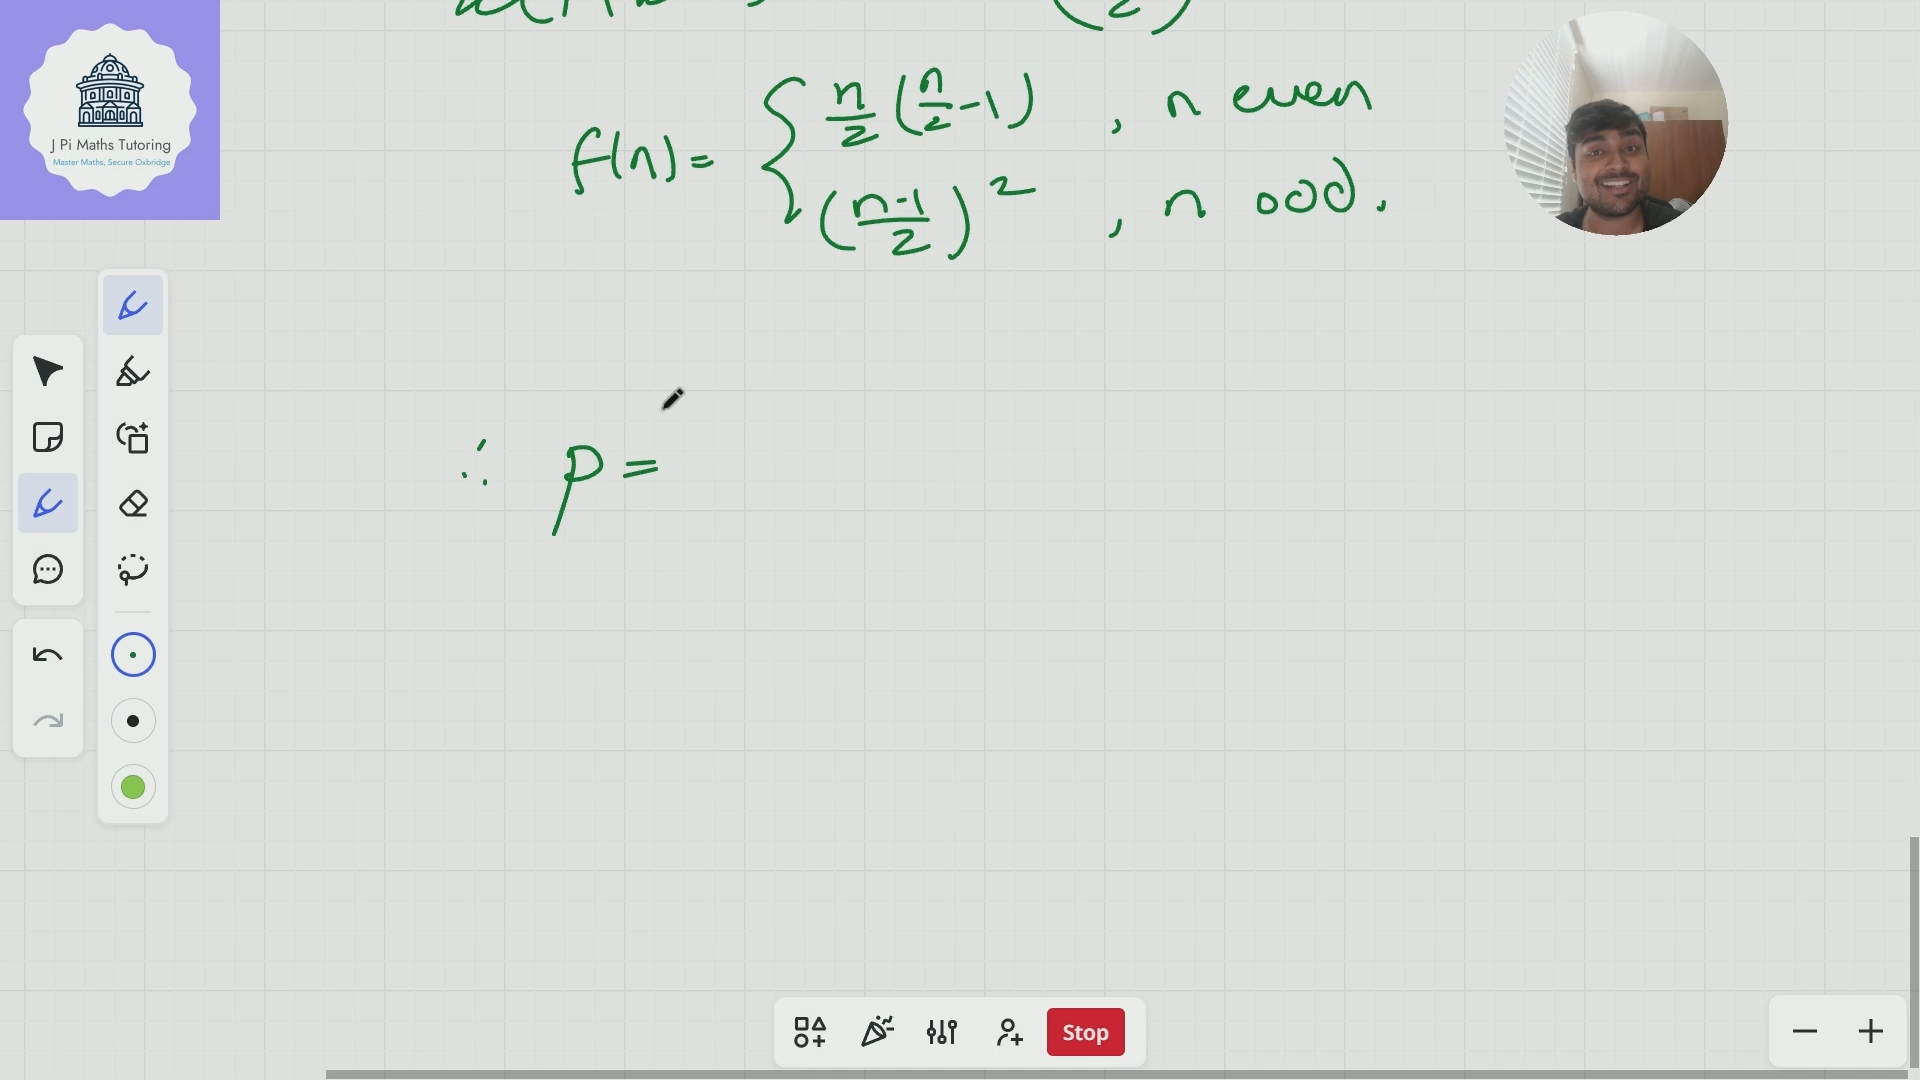 J Pi Maths Tutoring
Master Maths, Secure Oxbridge
f(n) = { n/2 (n/2 - 1) , n even
((n-1)/2)² , n odd.
∴ p =
Stop